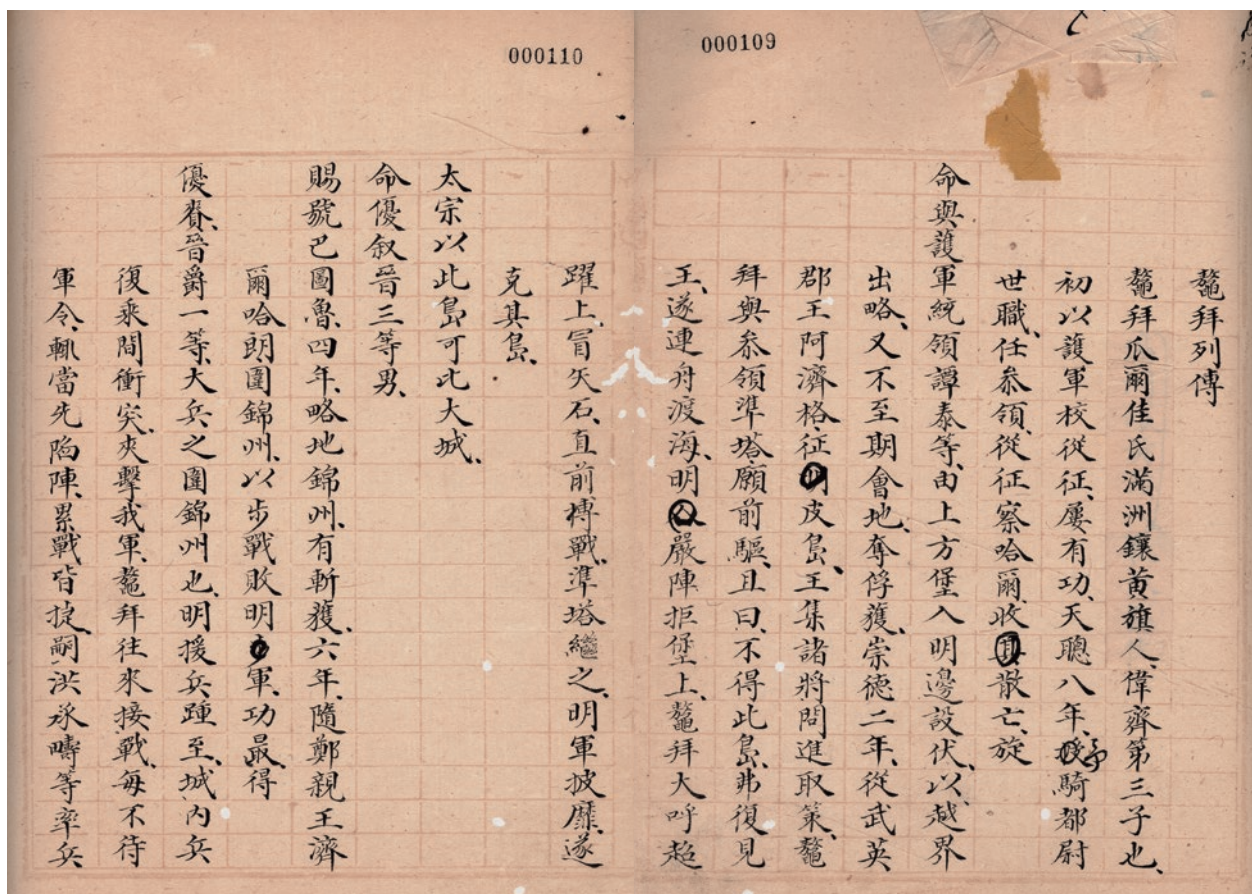 000109
鼇拜列傳
鼇拜瓜爾佳氏滿洲鑲黃旗人、偉齊第三子也、
初以護軍校從征、屢有功、天聰八年、授予騎都尉
世職、任叅領、從征察哈爾、收其散亡、旋
命與護軍統領譚泰等、由上方堡入明邊設伏、以越界
出略、又不至期會地、奪俘獲、崇德二年、從武英
郡王阿濟格、征明皮島、王集諸將問進取策、鼇
拜與叅領準塔願前驅、且曰、不得此島、弗復見
王、遂連舟渡海、明人嚴陣拒堡上、鼇拜大呼超
000110
躍上、冒矢石、直前搏戰、準塔繼之、明軍披靡、遂
克其島、
太宗以此島可比大城、
命優叙晉三等男、
賜號巴圖魯、四年、略地錦州、有斬獲、六年、隨鄭親王濟
爾哈朗圍錦州、以步戰敗明軍、功最、得
優賚、晉爵一等、大兵之圍錦州也、明援兵踵至、城內兵
復乘間衝突、夾擊我軍、鼇拜往來接戰、每不待
軍令、輒當先陷陣、累戰皆捷、嗣洪承疇等率兵